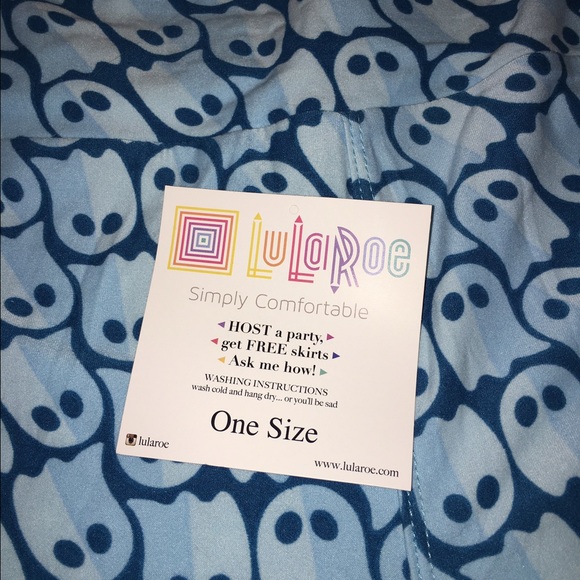 LuLaRoe
Simply Comfortable
HOST a party,
get FREE skirts
Ask me how!
WASHING INSTRUCTIONS
wash cold and hang dry... or you'll be sad
One Size
lularoe
www.lularoe.com